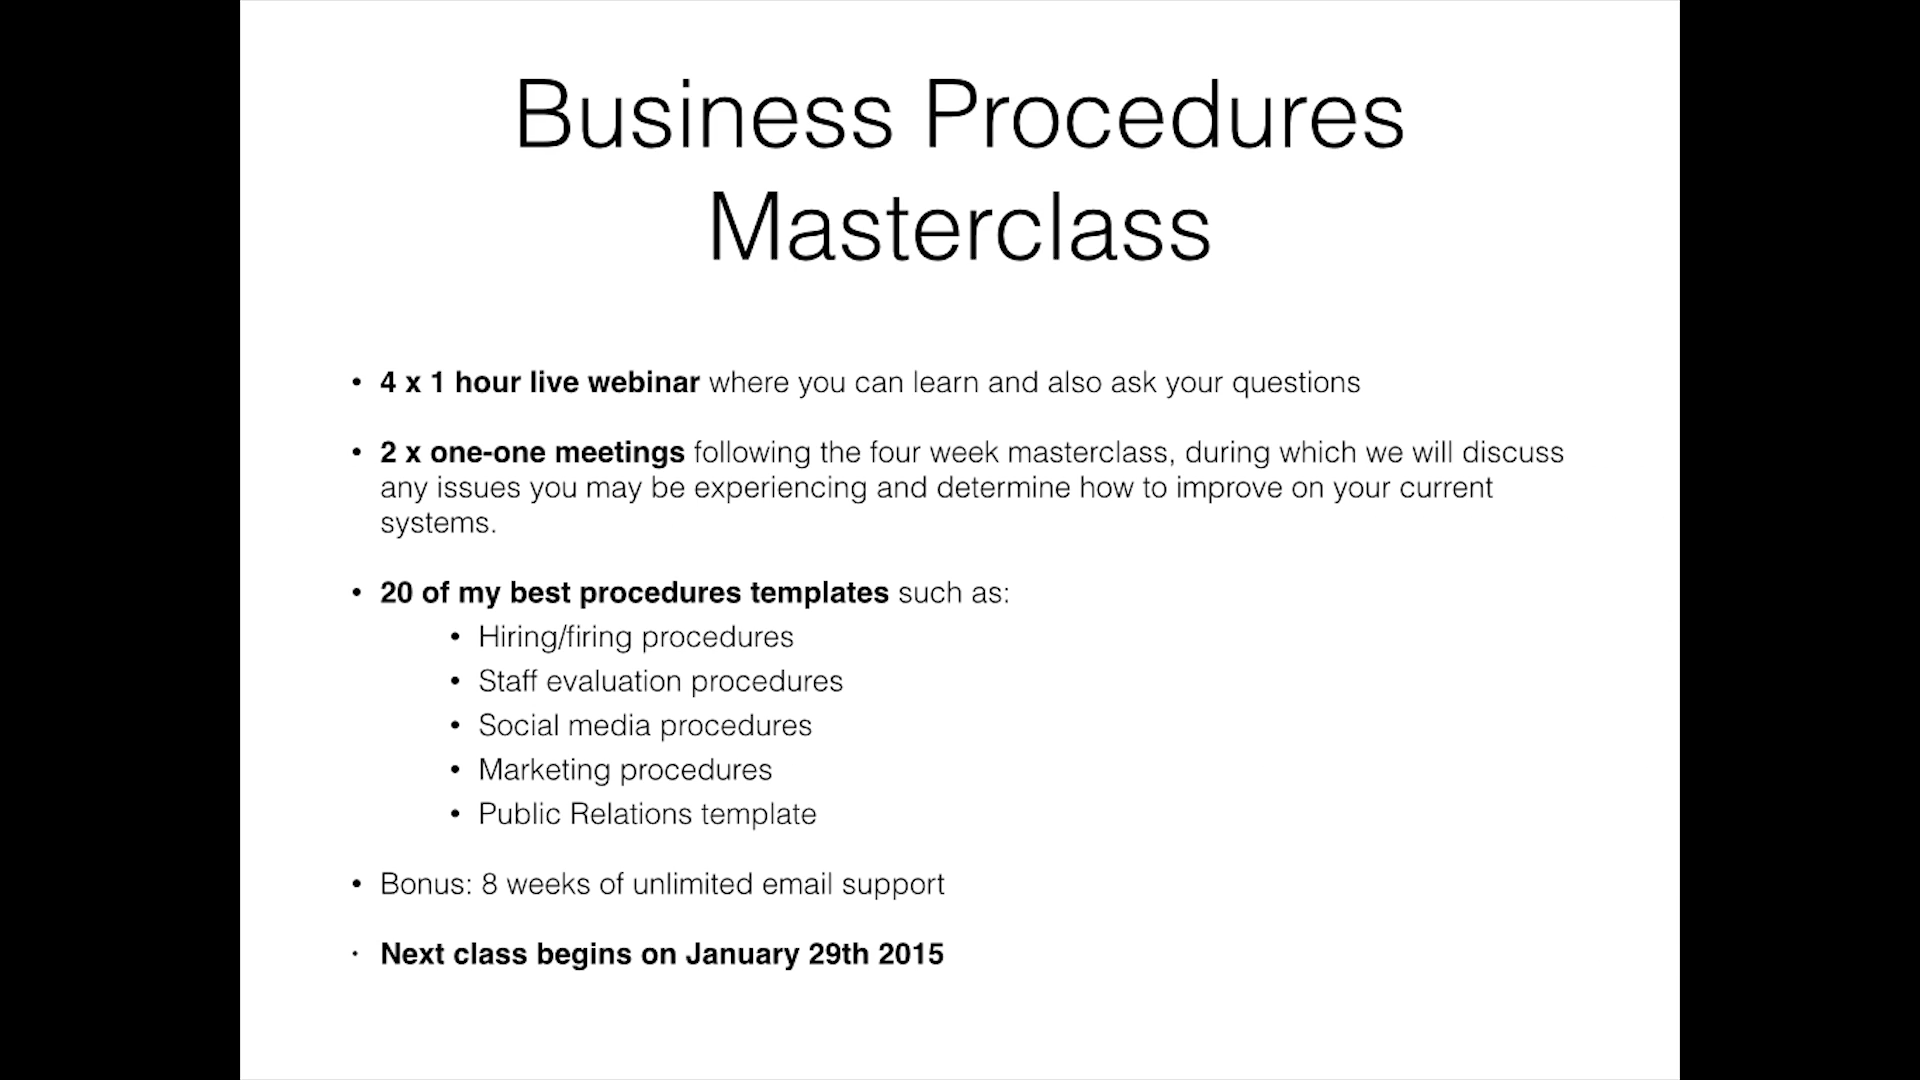 Business Procedures
Masterclass
• 4 x 1 hour live webinar where you can learn and also ask your questions
• 2 x one-one meetings following the four week masterclass, during which we will discuss
any issues you may be experiencing and determine how to improve on your current
systems.
• 20 of my best procedures templates such as:
• Hiring/firing procedures
• Staff evaluation procedures
• Social media procedures
• Marketing procedures
• Public Relations template
• Bonus: 8 weeks of unlimited email support
• Next class begins on January 29th 2015